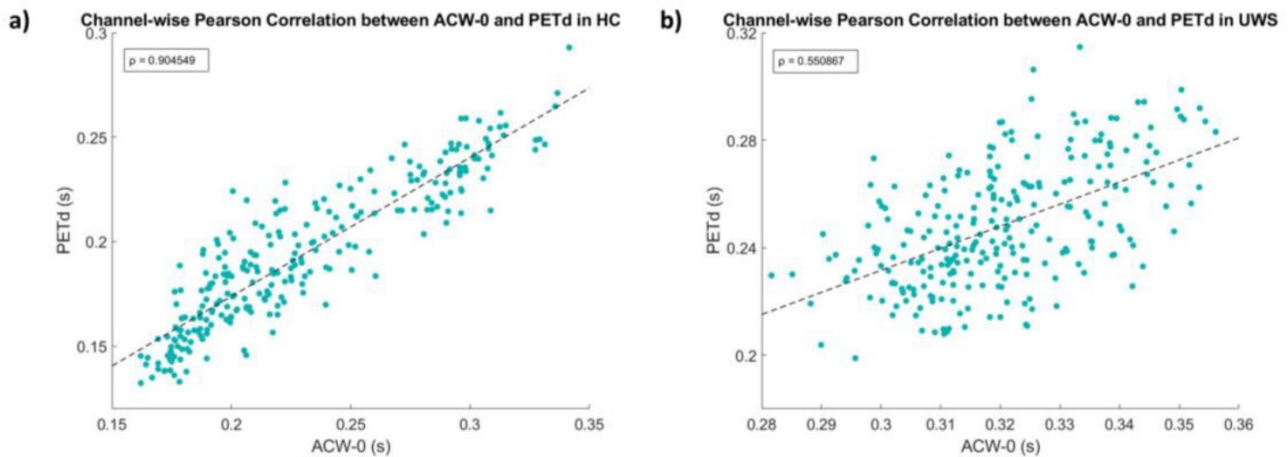 a)
Channel-wise Pearson Correlation between ACW-0 and PETd in HC
0.3
ρ = 0.904549
0.25
PETd (s)
0.2
0.15
0.15 0.2 0.25 0.3 0.35
ACW-0 (s)
b)
Channel-wise Pearson Correlation between ACW-0 and PETd in UWS
0.32
ρ = 0.550867
0.28
PETd (s)
0.24
0.2
0.28 0.29 0.3 0.31 0.32 0.33 0.34 0.35 0.36
ACW-0 (s)